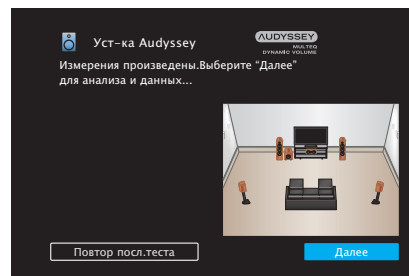 Уст-ка Audyssey
AUDYSSEY
MULTEQ
DYNAMIC VOLUME
Измерения произведены.Выберите “Далее”
для анализа и данных...
Повтор посл.теста
Далее